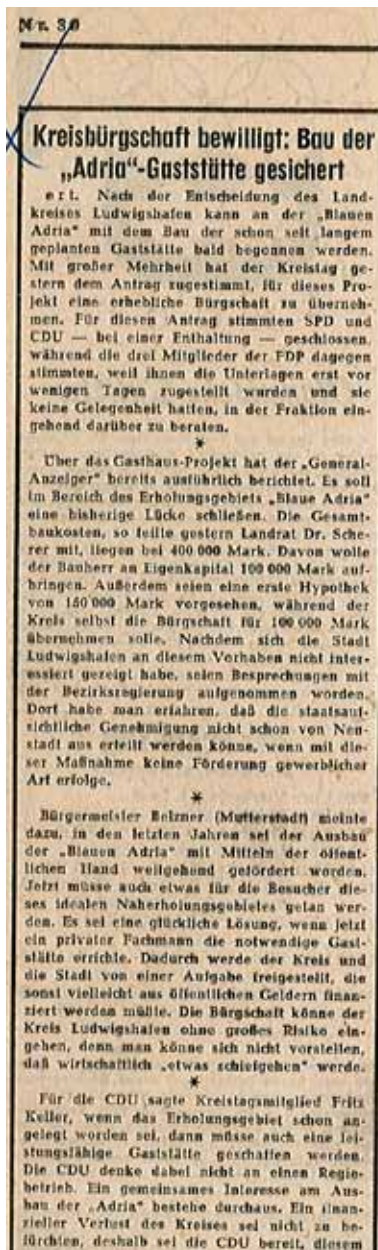 Nr. 30
Kreisbürgschaft bewilligt: Bau der
„Adria“-Gaststätte gesichert
ert. Nach der Entscheidung des Land-
kreises Ludwigshafen kann an der „Blauen
Adria“ mit dem Bau der schon seit langem
geplanten Gaststätte bald begonnen werden.
Mit großer Mehrheit hat der Kreistag ge-
stern dem Antrag zugestimmt, für dieses Pro-
jekt eine erhebliche Bürgschaft zu überneh-
men. Für diesen Antrag stimmten SPD und
CDU — bei einer Enthaltung — geschlossen,
während die drei Mitglieder der FDP dagegen
stimmten, weil ihnen die Unterlagen erst vor
wenigen Tagen zugestellt wurden und sie
keine Gelegenheit hatten, in der Fraktion ein-
gehend darüber zu beraten.
*
Über das Gasthaus-Projekt hat der „General-
Anzeiger“ bereits ausführlich berichtet. Es soll
im Bereich des Erholungsgebiets „Blaue Adria“
eine bisherige Lücke schließen. Die Gesamt-
baukosten, so teilte gestern Landrat Dr. Sche-
rer mit, liegen bei 400 000 Mark. Davon wolle
der Bauherr an Eigenkapital 100 000 Mark auf-
bringen. Außerdem seien eine erste Hypothek
von 150 000 Mark vorgesehen, während der
Kreis selbst die Bürgschaft für 100 000 Mark
übernehmen solle. Nachdem sich die Stadt
Ludwigshafen an diesem Vorhaben nicht inter-
essiert gezeigt habe, seien Besprechungen mit
der Bezirksregierung aufgenommen worden.
Dort habe man erfahren, daß die staatsauf-
sichtliche Genehmigung nicht schon von Neu-
stadt aus erteilt werden könne, wenn mit die-
ser Maßnahme keine Förderung gewerblicher
Art erfolge.
*
Bürgermeister Belzner (Mutterstadt) meinte
dazu, in den letzten Jahren sei der Ausbau
der „Blauen Adria“ mit Mitteln der öffent-
lichen Hand weitgehend gefördert worden.
Jetzt müsse auch etwas für die Besucher die-
ses idealen Naherholungsgebietes getan wer-
den. Es sei eine glückliche Lösung, wenn jetzt
ein privater Fachmann die notwendige Gast-
stätte errichte. Dadurch werde der Kreis und
die Stadt von einer Aufgabe freigestellt, die
sonst vielleicht aus öffentlichen Geldern finan-
ziert werden müßte. Die Bürgschaft könne der
Kreis Ludwigshafen ohne großes Risiko ein-
gehen, denn man könne sich nicht vorstellen,
daß wirtschaftlich „etwas schiefgehen“ werde.
*
Für die CDU sagte Kreistagsmitglied Fritz
Keller, wenn das Erholungsgebiet schon an-
gelegt worden sei, dann müsse auch eine lei-
stungsfähige Gaststätte geschaffen werden.
Die CDU denke dabei nicht an einen Regie-
betrieb. Ein gemeinsames Interesse am Aus-
bau der „Adria“ bestehe durchaus. Ein finan-
zieller Verlust des Kreises sei nicht zu be-
fürchten, deshalb sei die CDU bereit, diesem